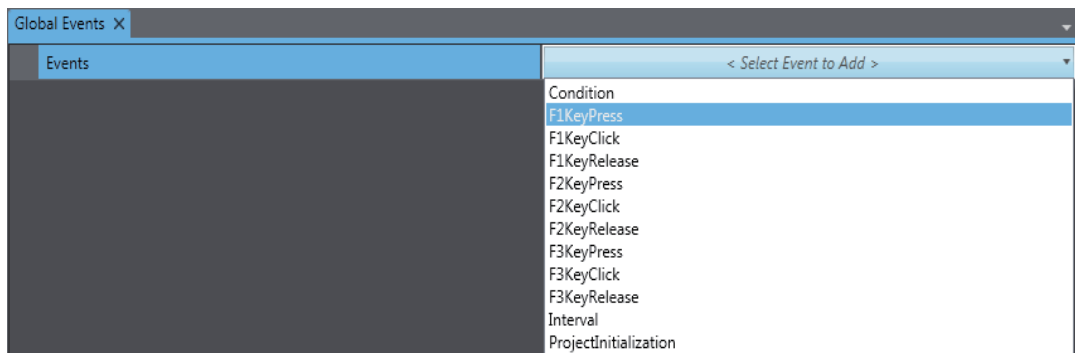 Global Events X
Events
< Select Event to Add >
Condition
F1KeyPress
F1KeyClick
F1KeyRelease
F2KeyPress
F2KeyClick
F2KeyRelease
F3KeyPress
F3KeyClick
F3KeyRelease
Interval
ProjectInitialization